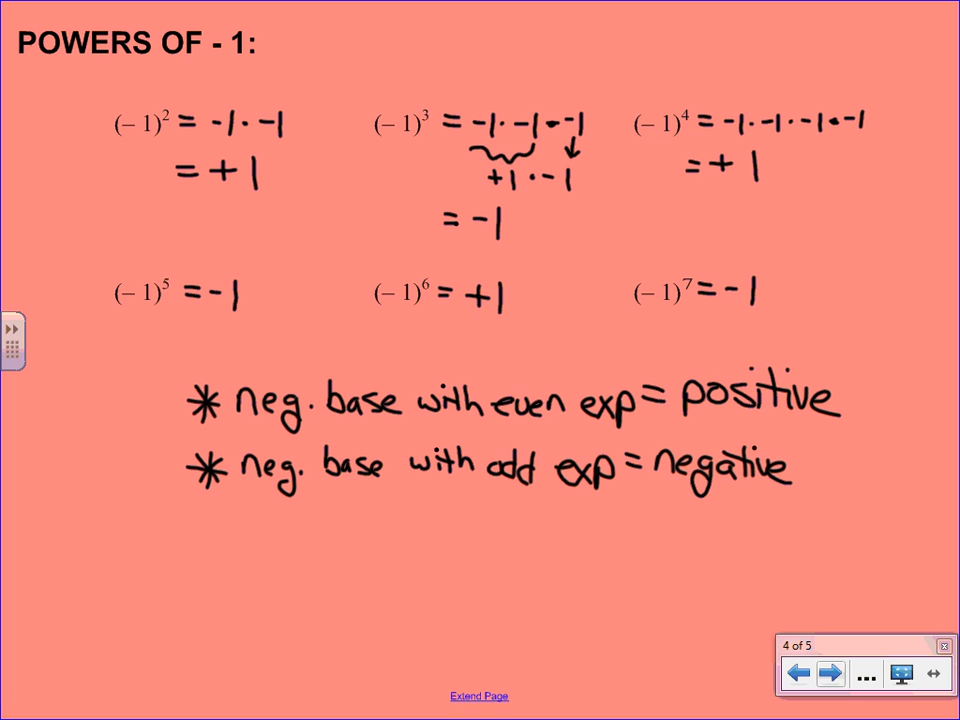 POWERS OF - 1:
(– 1)² = -1 · -1
= +1
(– 1)³ = -1 · -1 · -1
+1 · -1
= -1
(– 1)⁴ = -1 · -1 · -1 · -1
= + 1
(– 1)⁵ = -1
(– 1)⁶ = +1
(– 1)⁷ = -1
* neg. base with even exp = positive
* neg. base with odd exp = negative
4 of 5
...
Extend Page